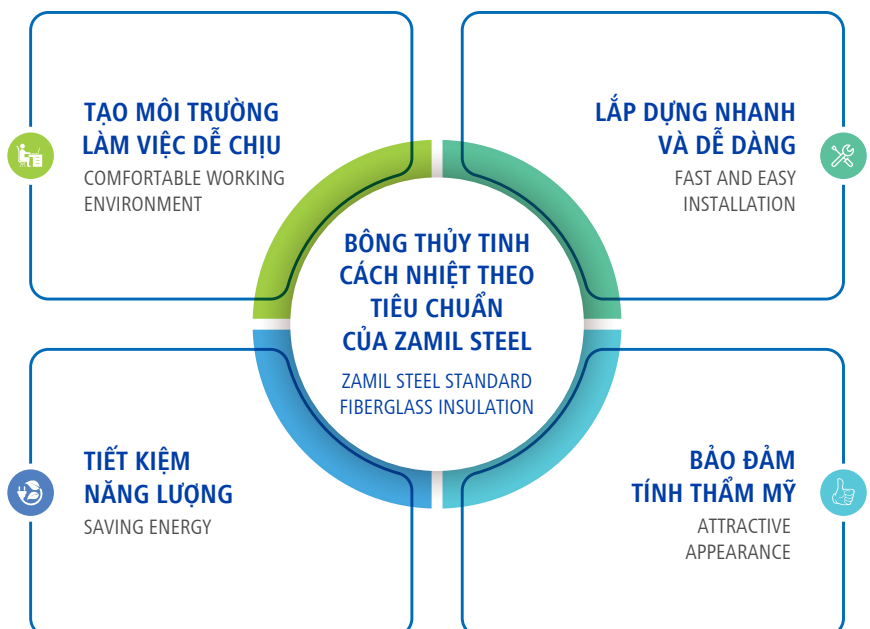 TẠO MÔI TRƯỜNG
LÀM VIỆC DỄ CHỊU
COMFORTABLE WORKING
ENVIRONMENT
LẮP DỰNG NHANH
VÀ DỄ DÀNG
FAST AND EASY
INSTALLATION
BÔNG THỦY TINH
CÁCH NHIỆT THEO
TIÊU CHUẨN
CỦA ZAMIL STEEL
ZAMIL STEEL STANDARD
FIBERGLASS INSULATION
TIẾT KIỆM
NĂNG LƯỢNG
SAVING ENERGY
BẢO ĐẢM
TÍNH THẨM MỸ
ATTRACTIVE
APPEARANCE